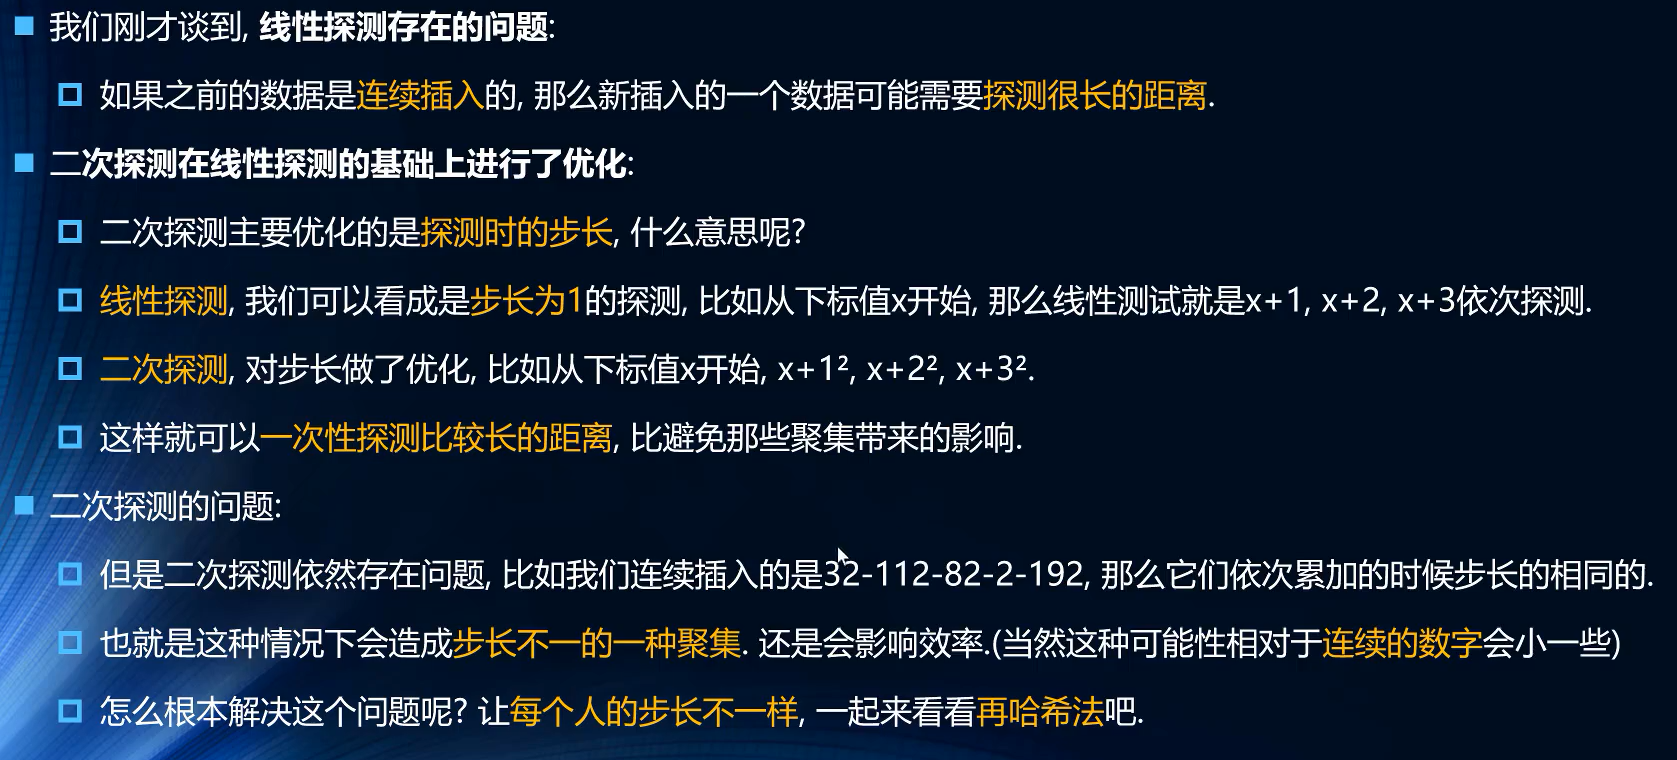 我们刚才谈到, 线性探测存在的问题:
如果之前的数据是连续插入的, 那么新插入的一个数据可能需要探测很长的距离.
二次探测在线性探测的基础上进行了优化:
二次探测主要优化的是探测时的步长, 什么意思呢?
线性探测, 我们可以看成是步长为1的探测, 比如从下标值x开始, 那么线性测试就是x+1, x+2, x+3依次探测.
二次探测, 对步长做了优化, 比如从下标值x开始, x+1², x+2², x+3².
这样就可以一次性探测比较长的距离, 比避免那些聚集带来的影响.
二次探测的问题:
但是二次探测依然存在问题, 比如我们连续插入的是32-112-82-2-192, 那么它们依次累加的时候步长的相同的.
也就是这种情况下会造成步长不一的一种聚集. 还是会影响效率.(当然这种可能性相对于连续的数字会小一些)
怎么根本解决这个问题呢? 让每个人的步长不一样, 一起来看看再哈希法吧.